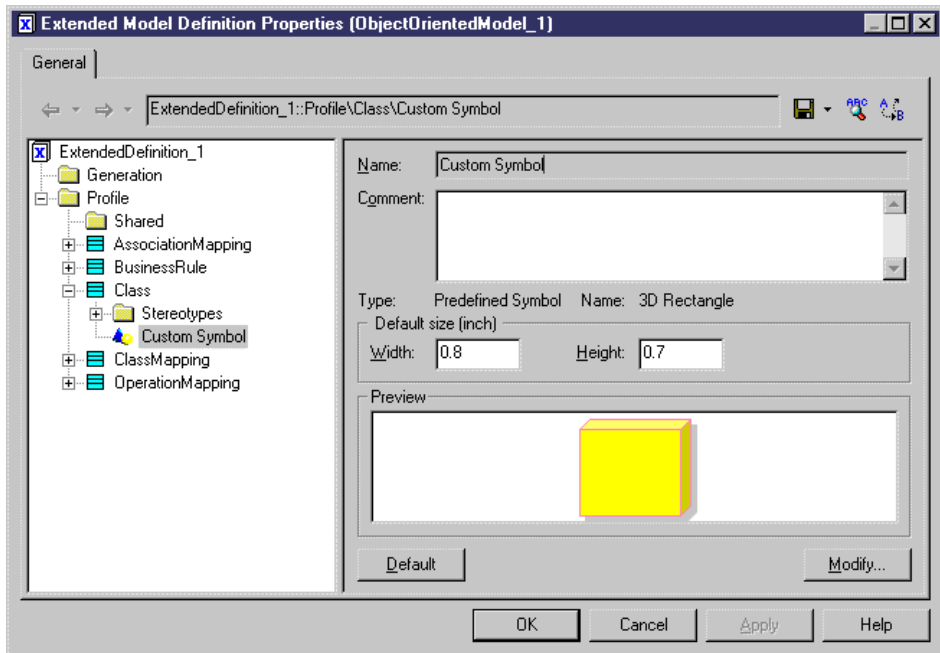 Extended Model Definition Properties (ObjectOrientedModel_1)
General
ExtendedDefinition_1::Profile\Class\Custom Symbol
ABC
A
B
ExtendedDefinition_1
Generation
Profile
Shared
AssociationMapping
BusinessRule
Class
Stereotypes
Custom Symbol
ClassMapping
OperationMapping
Name: Custom Symbol
Comment:
Type: Predefined Symbol Name: 3D Rectangle
Default size (inch)
Width: 0.8 Height: 0.7
Preview
Default Modify...
OK Cancel Apply Help